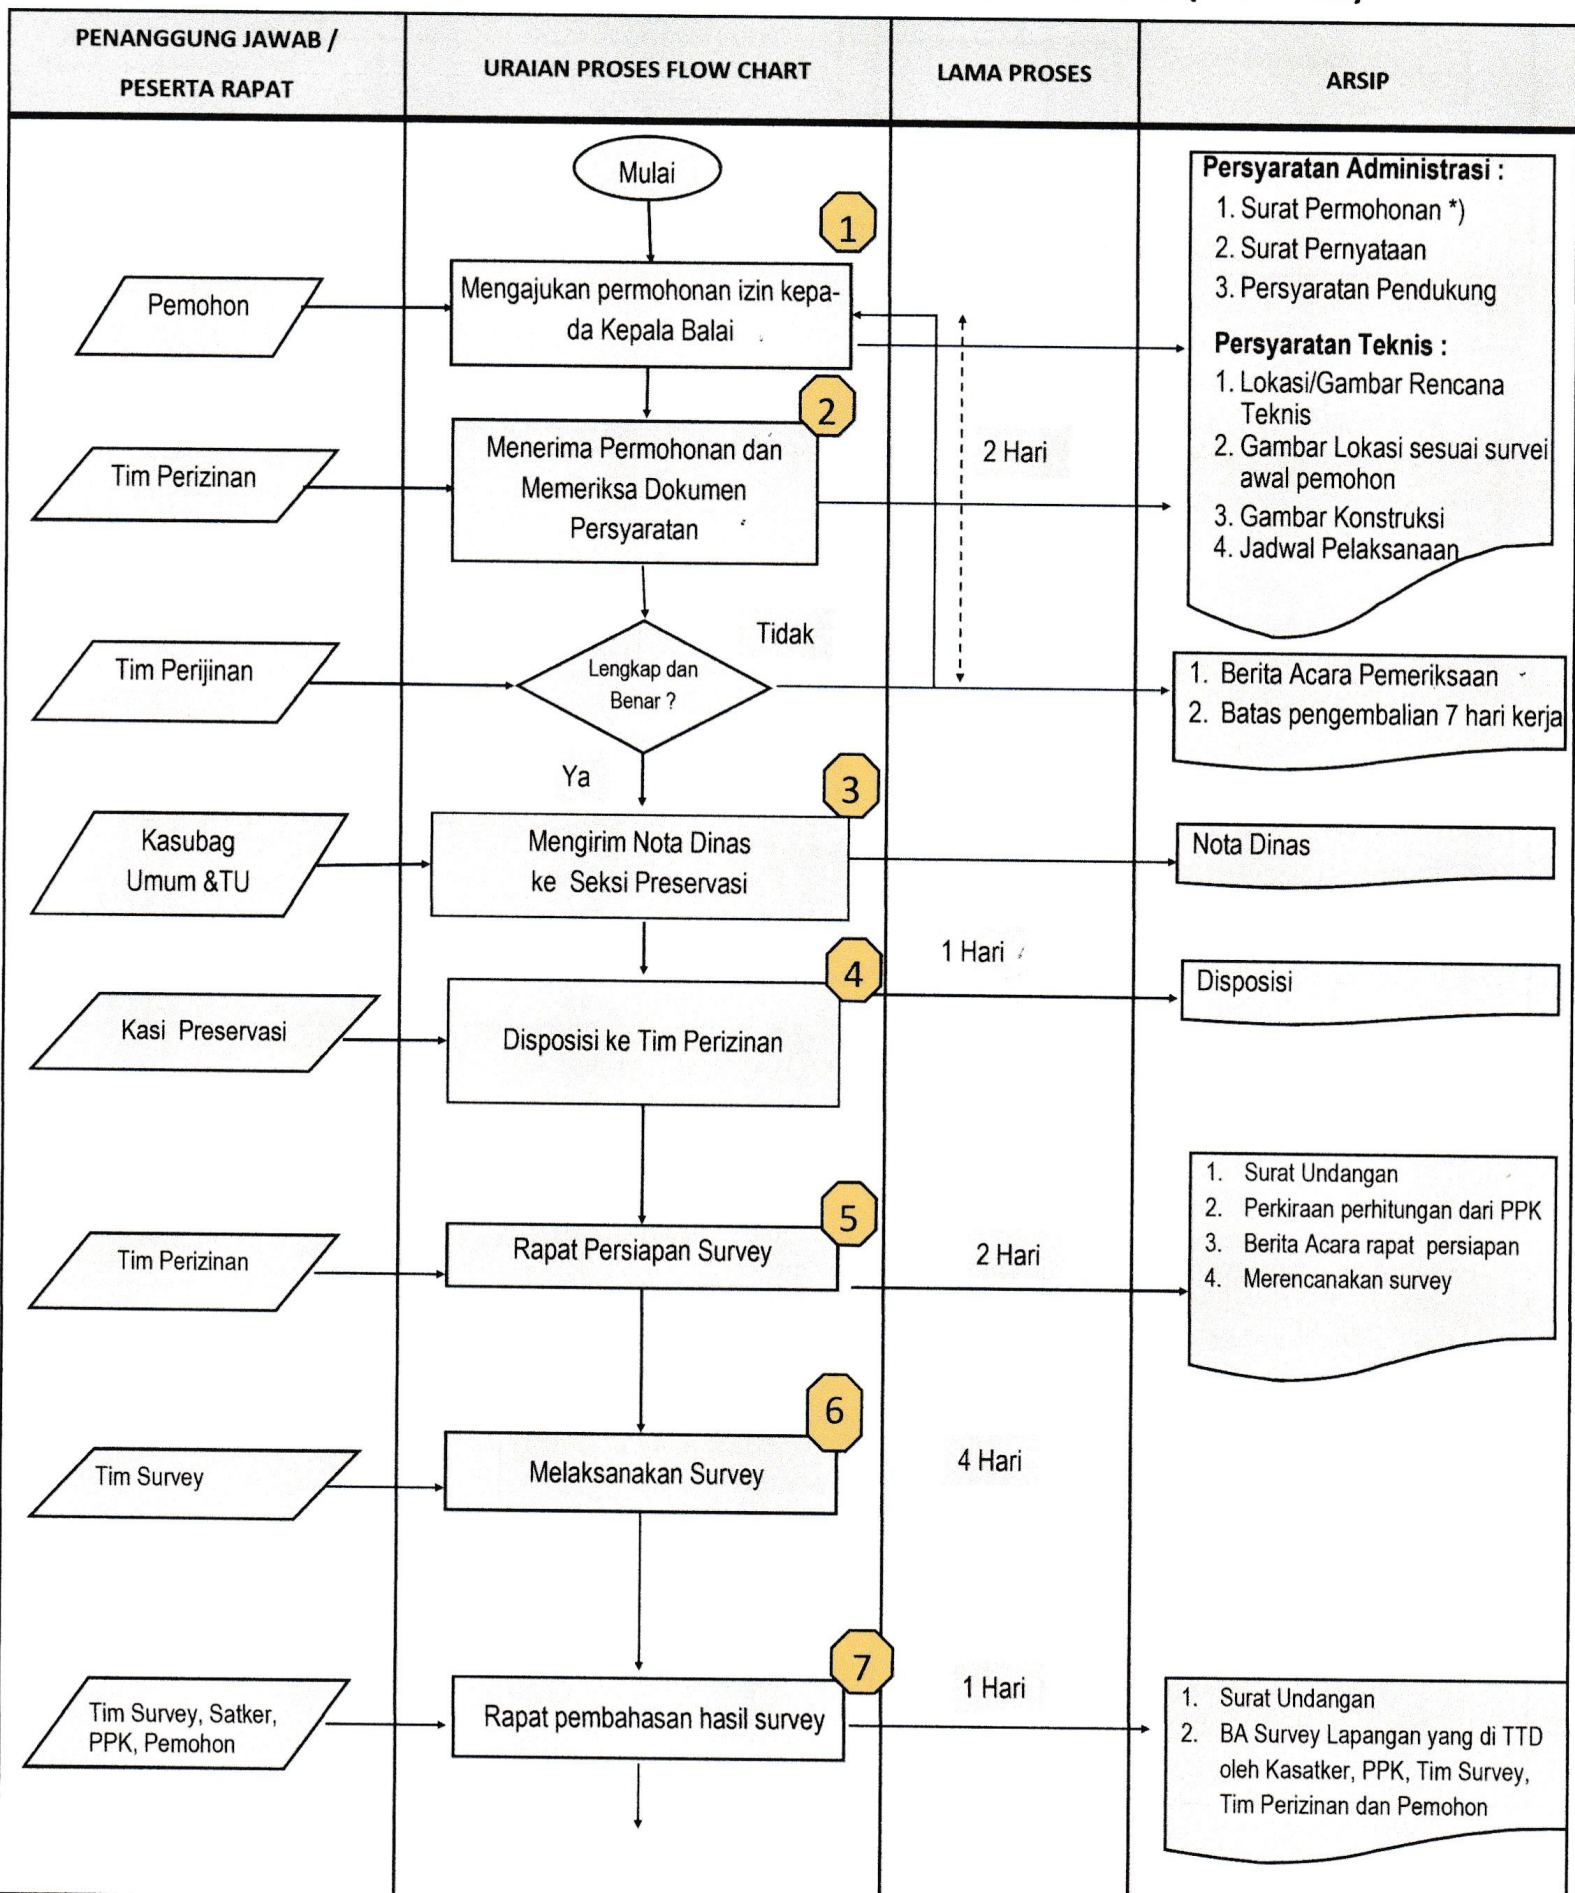 PENANGGUNG JAWAB /
PESERTA RAPAT
URAIAN PROSES FLOW CHART
LAMA PROSES
ARSIP
Mulai
1
Pemohon
Mengajukan permohonan izin kepa-
da Kepala Balai
Persyaratan Administrasi :
1. Surat Permohonan *)
2. Surat Pernyataan
3. Persyaratan Pendukung
Persyaratan Teknis :
1. Lokasi/Gambar Rencana
Teknis
2. Gambar Lokasi sesuai survei
awal pemohon
3. Gambar Konstruksi
4. Jadwal Pelaksanaan
2
Tim Perizinan
Menerima Permohonan dan
Memeriksa Dokumen
Persyaratan
2 Hari
Tim Perijinan
Lengkap dan
Benar ?
Tidak
Ya
1. Berita Acara Pemeriksaan
2. Batas pengembalian 7 hari kerja
3
Kasubag
Umum &TU
Mengirim Nota Dinas
ke Seksi Preservasi
Nota Dinas
1 Hari
4
Kasi Preservasi
Disposisi ke Tim Perizinan
Disposisi
5
Tim Perizinan
Rapat Persiapan Survey
2 Hari
1. Surat Undangan
2. Perkiraan perhitungan dari PPK
3. Berita Acara rapat persiapan
4. Merencanakan survey
6
Tim Survey
Melaksanakan Survey
4 Hari
7
Tim Survey, Satker,
PPK, Pemohon
Rapat pembahasan hasil survey
1 Hari
1. Surat Undangan
2. BA Survey Lapangan yang di TTD
oleh Kasatker, PPK, Tim Survey,
Tim Perizinan dan Pemohon